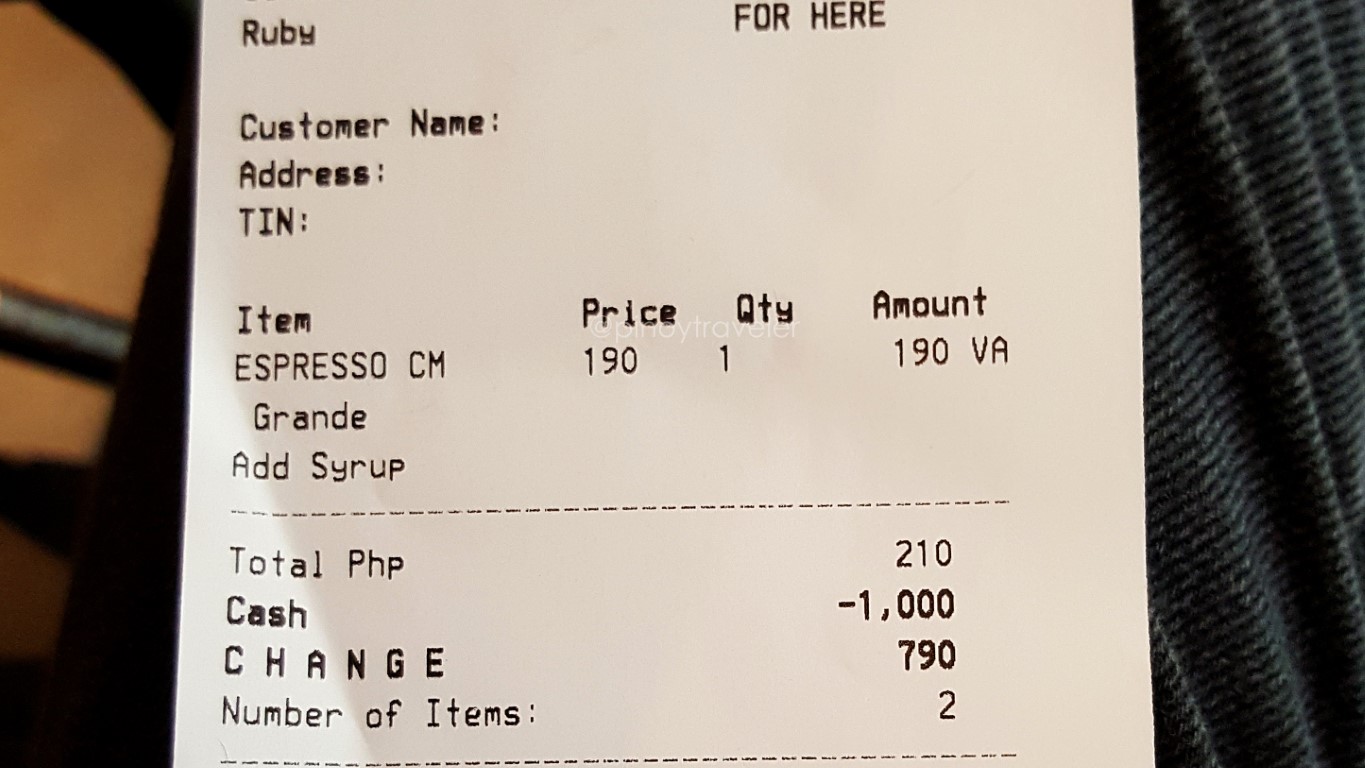 Ruby FOR HERE
Customer Name:
Address:
TIN:
Item Price Qty Amount
©pinoytraveler
ESPRESSO CM 190 1 190 VA
Grande
Add Syrup
Total Php 210
Cash -1,000
C H A N G E 790
Number of Items: 2